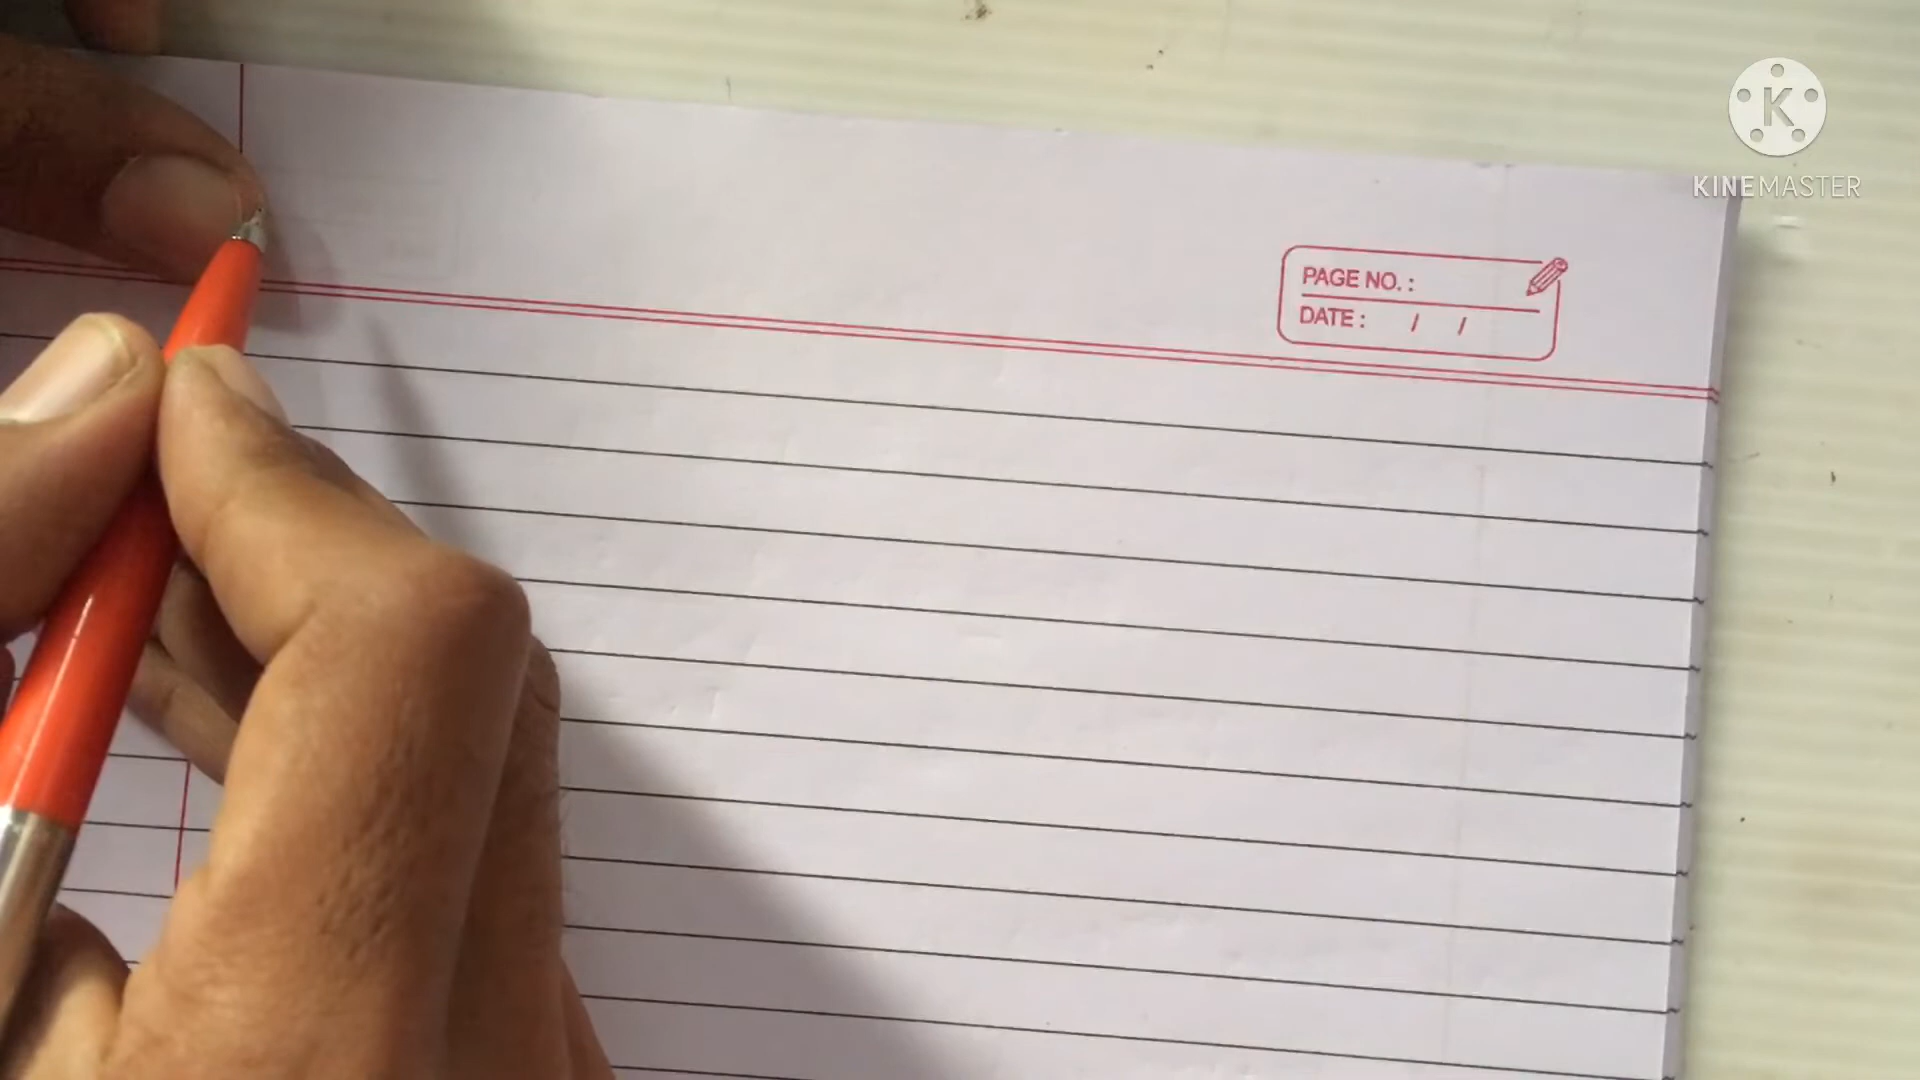 K
KINEMASTER
PAGE NO. :
DATE : / /